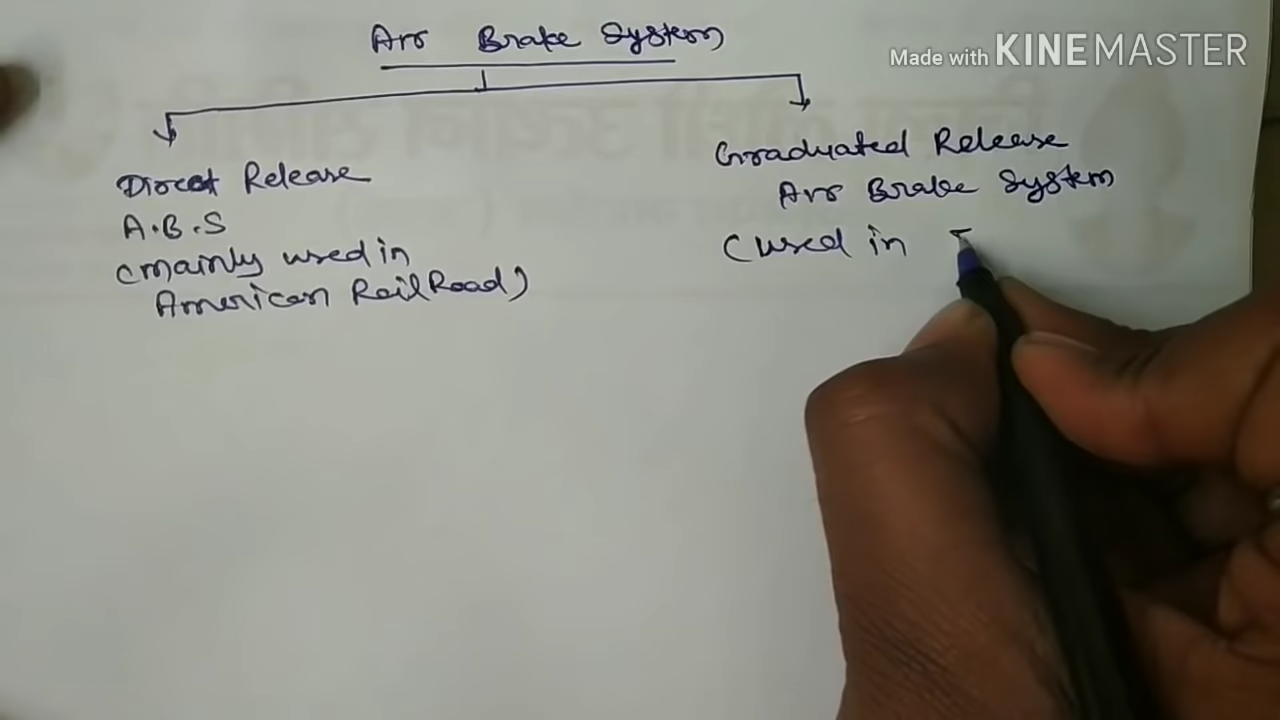 Air Brake System
Made with KINEMASTER
Direct Release
A.B.S
(mainly used in
American RailRoad)
Graduated Release
Air Brake System
(used in